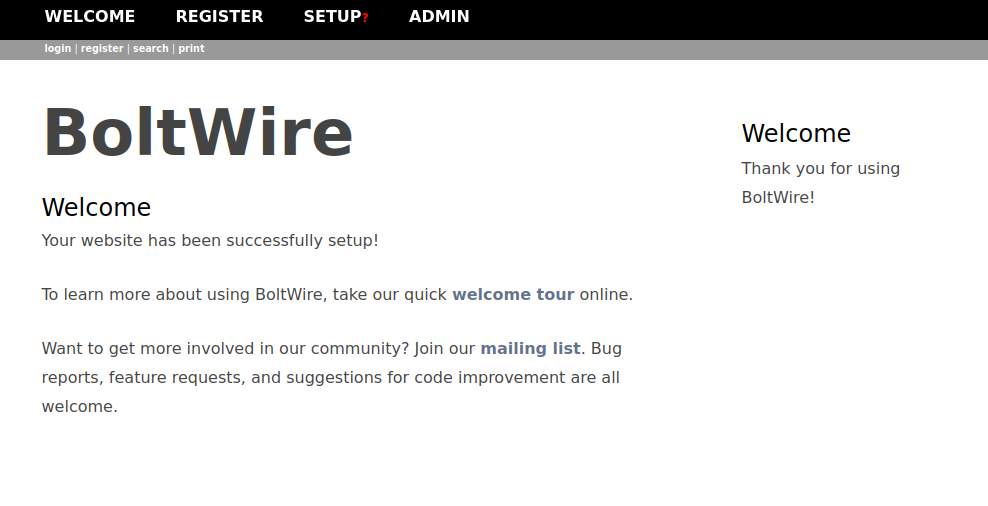 WELCOME REGISTER SETUP? ADMIN
login | register | search | print
BoltWire
Welcome
Your website has been successfully setup!
To learn more about using BoltWire, take our quick welcome tour online.
Want to get more involved in our community? Join our mailing list. Bug
reports, feature requests, and suggestions for code improvement are all
welcome.
Welcome
Thank you for using
BoltWire!